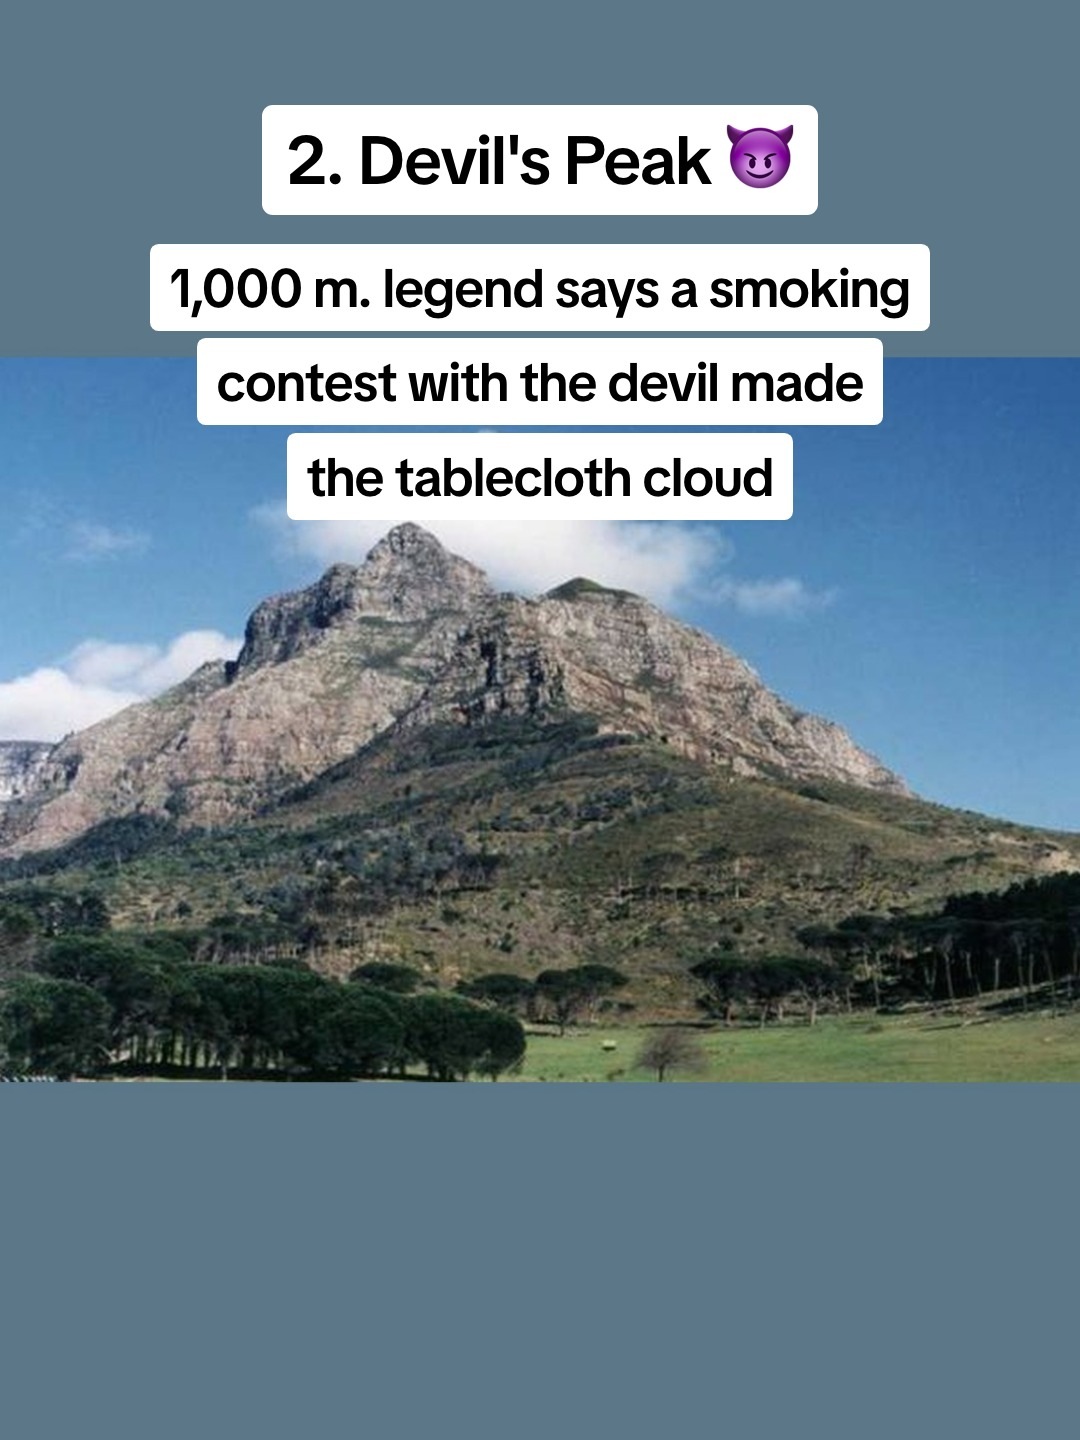 2. Devil's Peak 😈
1,000 m. legend says a smoking
contest with the devil made
the tablecloth cloud